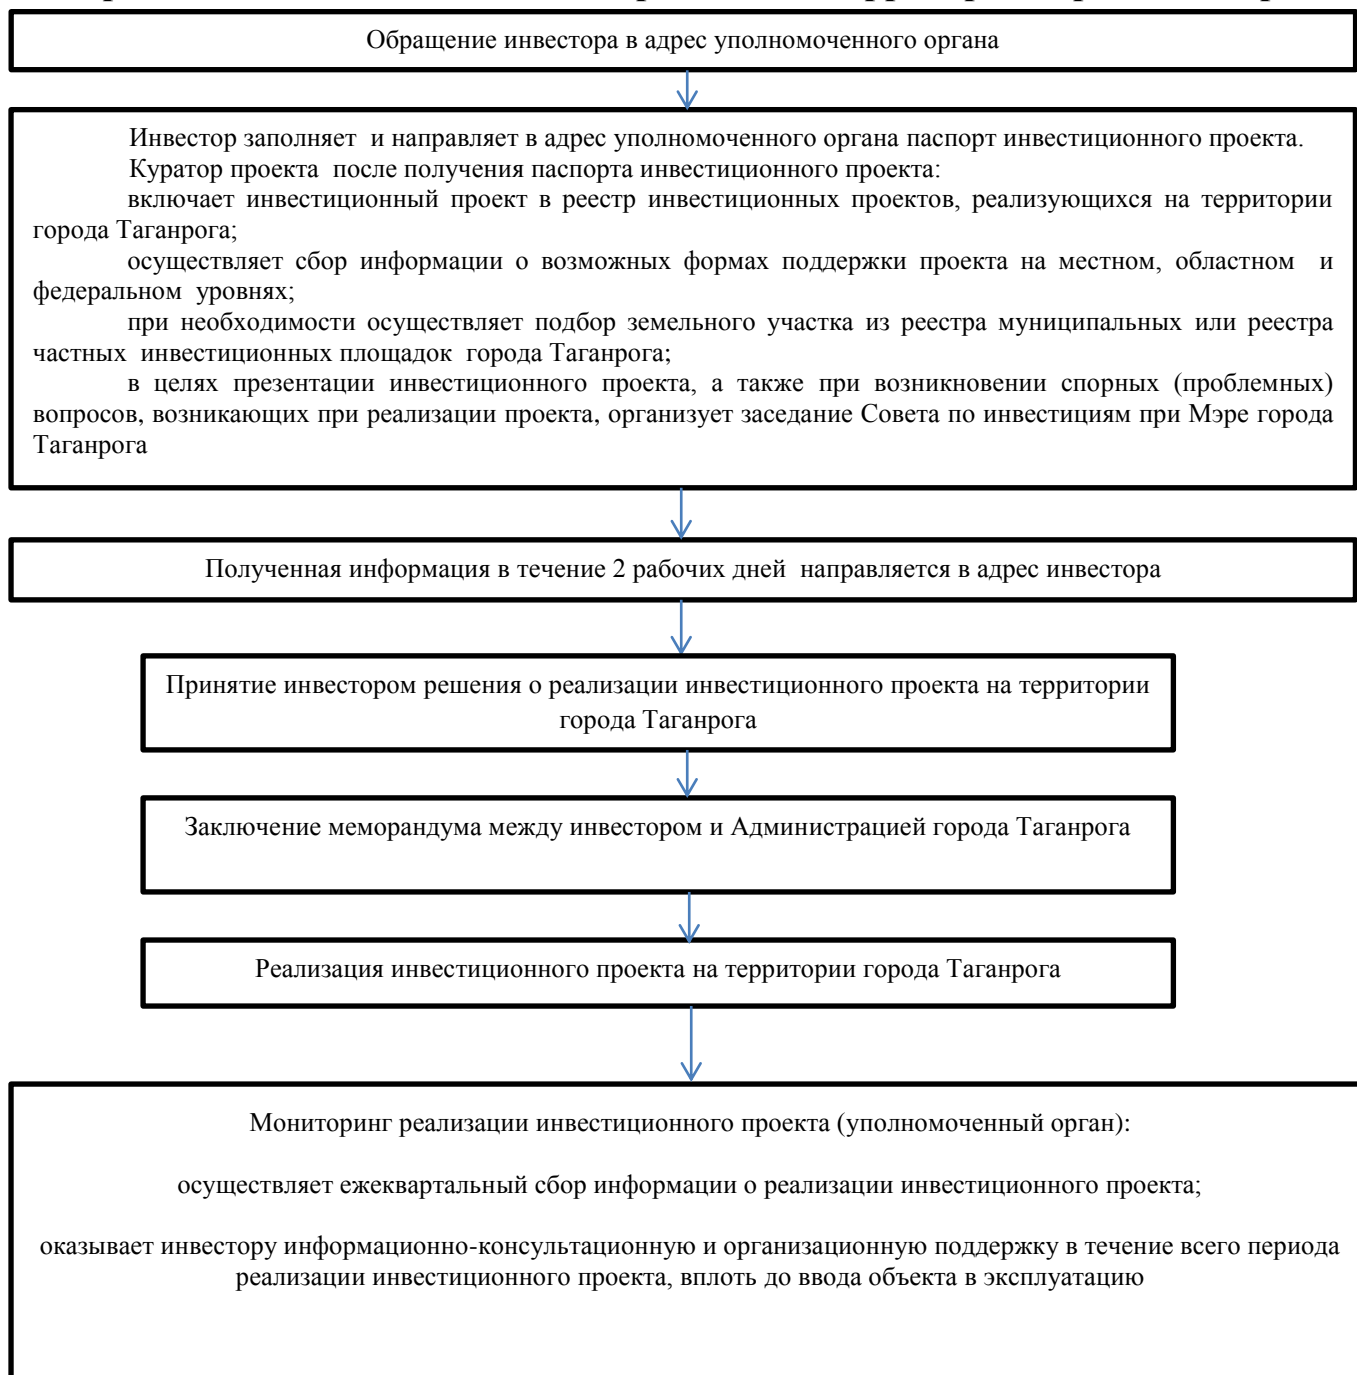 Обращение инвестора в адрес уполномоченного органа
Инвестор заполняет и направляет в адрес уполномоченного органа паспорт инвестиционного проекта.
Куратор проекта после получения паспорта инвестиционного проекта:
включает инвестиционный проект в реестр инвестиционных проектов, реализующихся на территории
города Таганрога;
осуществляет сбор информации о возможных формах поддержки проекта на местном, областном и
федеральном уровнях;
при необходимости осуществляет подбор земельного участка из реестра муниципальных или реестра
частных инвестиционных площадок города Таганрога;
в целях презентации инвестиционного проекта, а также при возникновении спорных (проблемных)
вопросов, возникающих при реализации проекта, организует заседание Совета по инвестициям при Мэре города
Таганрога
Полученная информация в течение 2 рабочих дней направляется в адрес инвестора
Принятие инвестором решения о реализации инвестиционного проекта на территории
города Таганрога
Заключение меморандума между инвестором и Администрацией города Таганрога
Реализация инвестиционного проекта на территории города Таганрога
Мониторинг реализации инвестиционного проекта (уполномоченный орган):
осуществляет ежеквартальный сбор информации о реализации инвестиционного проекта;
оказывает инвестору информационно-консультационную и организационную поддержку в течение всего периода
реализации инвестиционного проекта, вплоть до ввода объекта в эксплуатацию